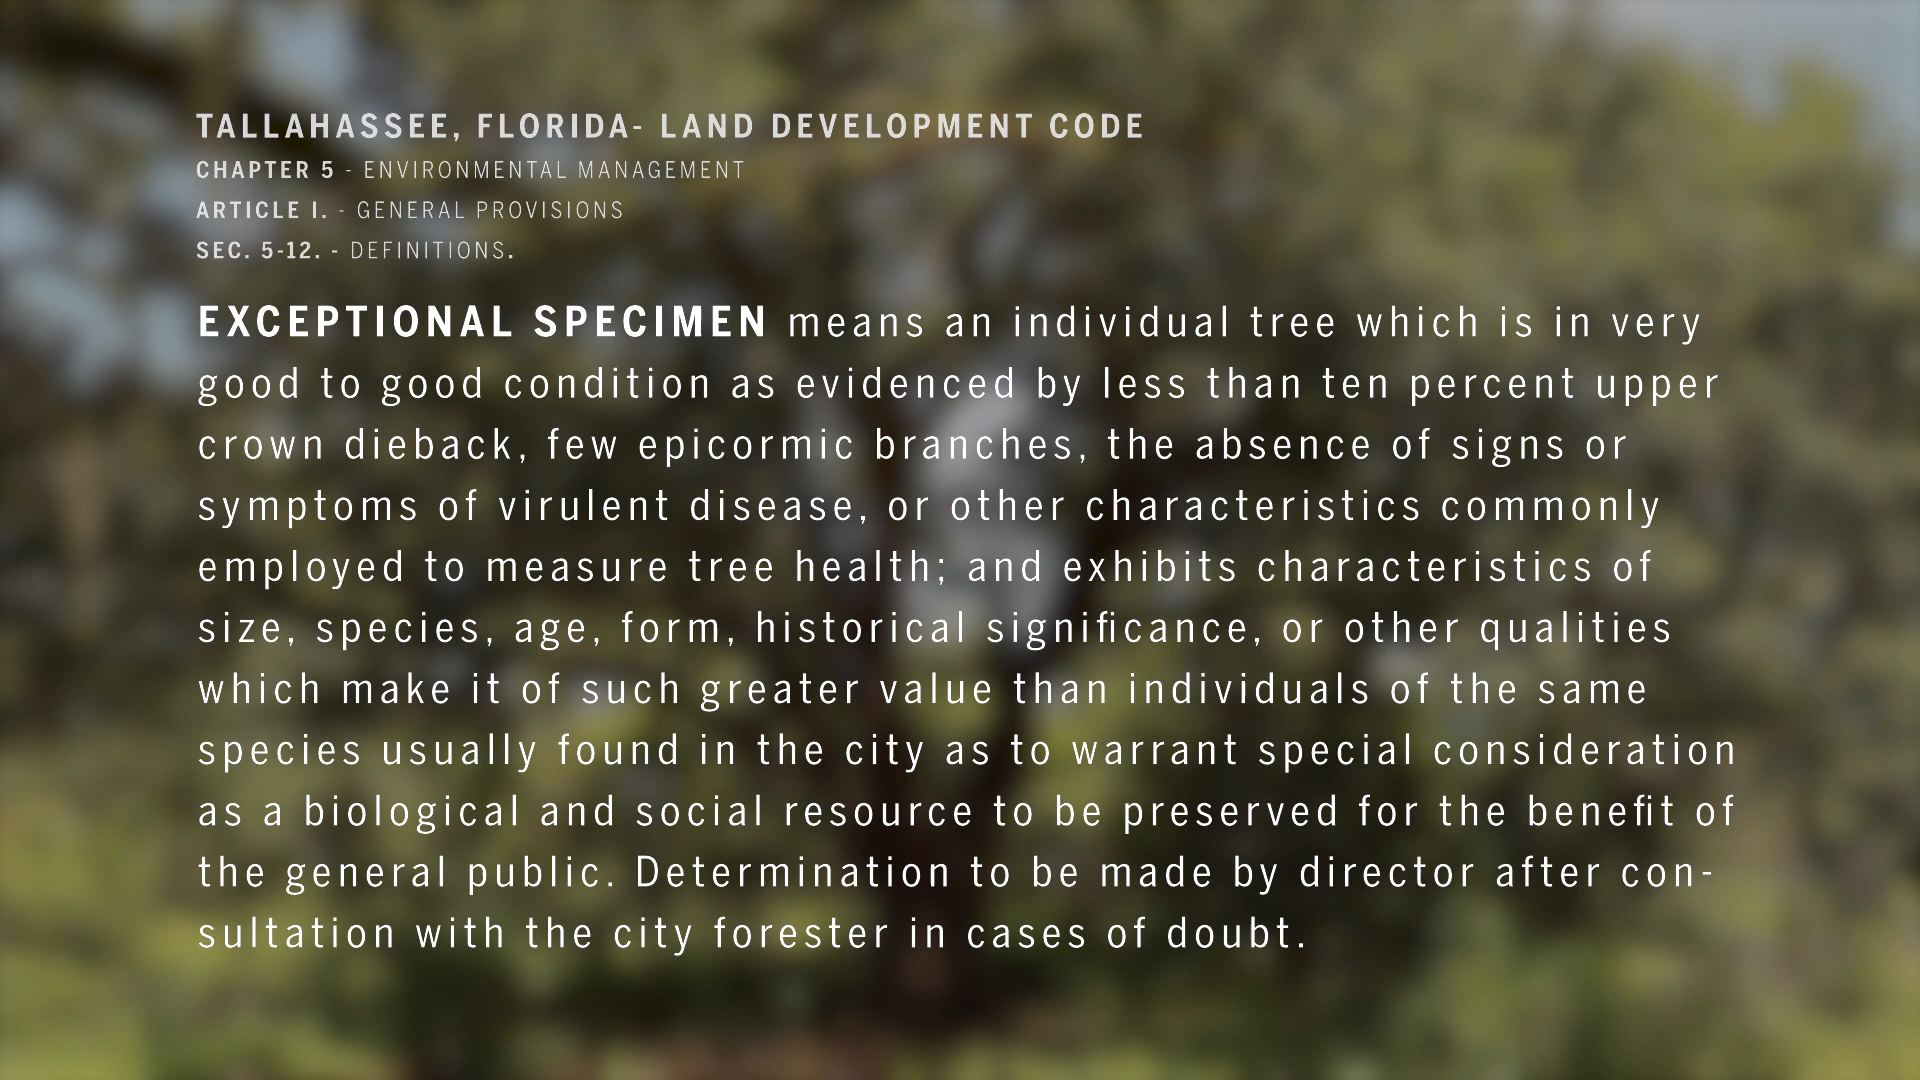 TALLAHASSEE, FLORIDA- LAND DEVELOPMENT CODE
CHAPTER 5 - ENVIRONMENTAL MANAGEMENT
ARTICLE I. - GENERAL PROVISIONS
SEC. 5-12. - DEFINITIONS.
EXCEPTIONAL SPECIMEN means an individual tree which is in very
good to good condition as evidenced by less than ten percent upper
crown dieback, few epicormic branches, the absence of signs or
symptoms of virulent disease, or other characteristics commonly
employed to measure tree health; and exhibits characteristics of
size, species, age, form, historical significance, or other qualities
which make it of such greater value than individuals of the same
species usually found in the city as to warrant special consideration
as a biological and social resource to be preserved for the benefit of
the general public. Determination to be made by director after con-
sultation with the city forester in cases of doubt.